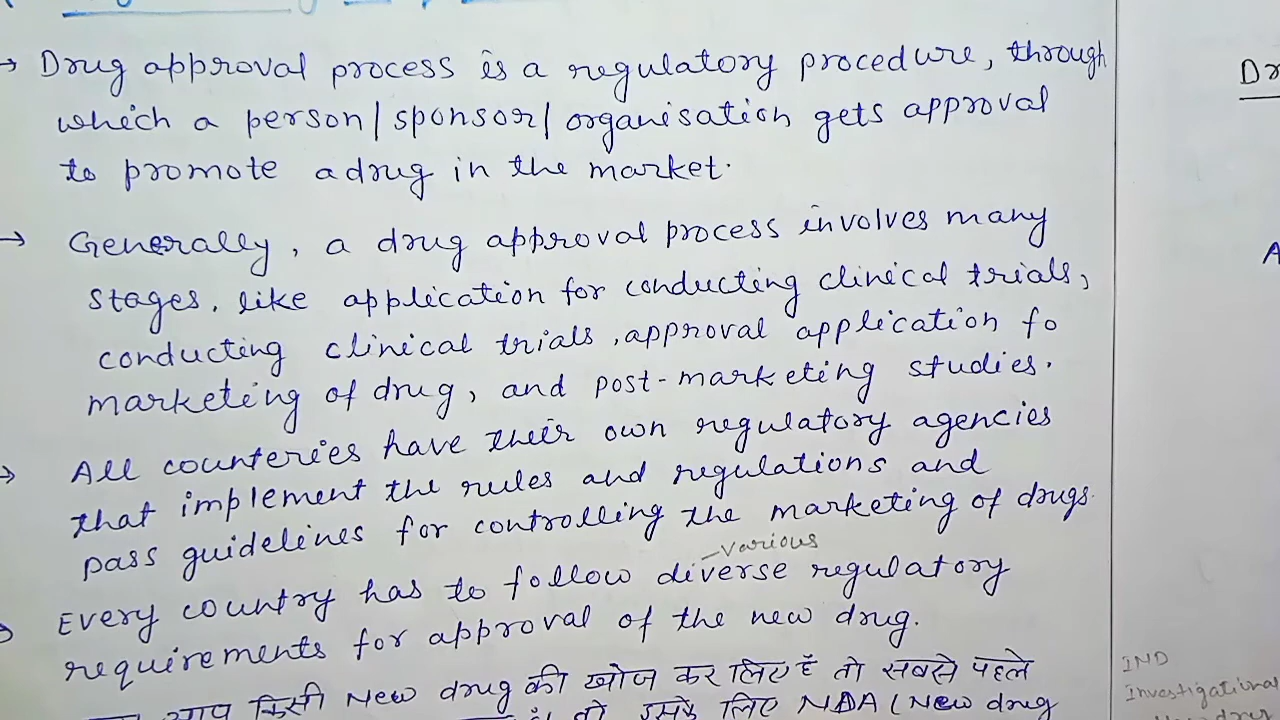 → Drug approval process is a regulatory procedure, through
which a person/sponsor/organisation gets approval
to promote a drug in the market.
→ Generally, a drug approval process involves many
stages, like application for conducting clinical trials,
conducting clinical trials, approval application fo
marketing of drug, and post-marketing studies.
→ All counteries have their own regulatory agencies
that implement the rules and regulations and
pass guidelines for controlling the marketing of drugs.
– various
→ Every country has to follow diverse regulatory
requirements for approval of the new drug.
आप किसी New drug की खोज कर लिए हैं तो सबसे पहले
तो उसके लिए NDA (New drug
Dr
A
IND
Investigational